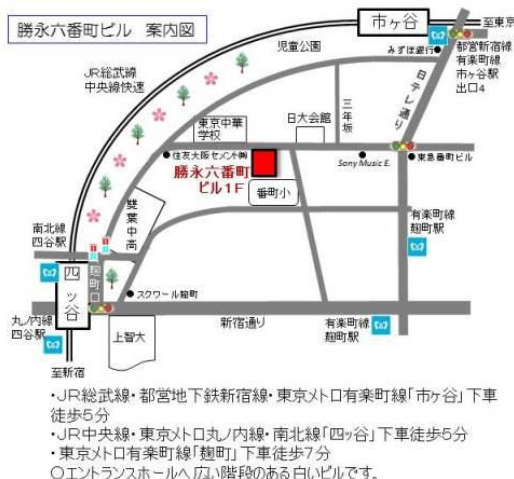 勝永六番町ビル 案内図
市ヶ谷
至東京
児童公園
みずほ銀行
都営新宿線
有楽町線
市ヶ谷駅
出口4
JR総武線
中央線快速
日テレ通り
東京中華
学校
日大会館
三年坂
住友大阪セメント㈱
勝永六番町
ビル1F
Sony Music E.
東急番町ビル
番町小
雙葉中高
南北線
四谷駅
有楽町線
麹町駅
麹町口
四ッ谷
スクワール麹町
丸ノ内線
四谷駅
上智大
新宿通り
有楽町線
麹町駅
至新宿
・JR総武線・都営地下鉄新宿線・東京メトロ有楽町線「市ヶ谷」下車
徒歩5分
・JR中央線・東京メトロ丸ノ内線・南北線「四ッ谷」下車徒歩5分
・東京メトロ有楽町線「麹町」下車徒歩7分
○エントランスホールへ広い階段のある白いビルです。